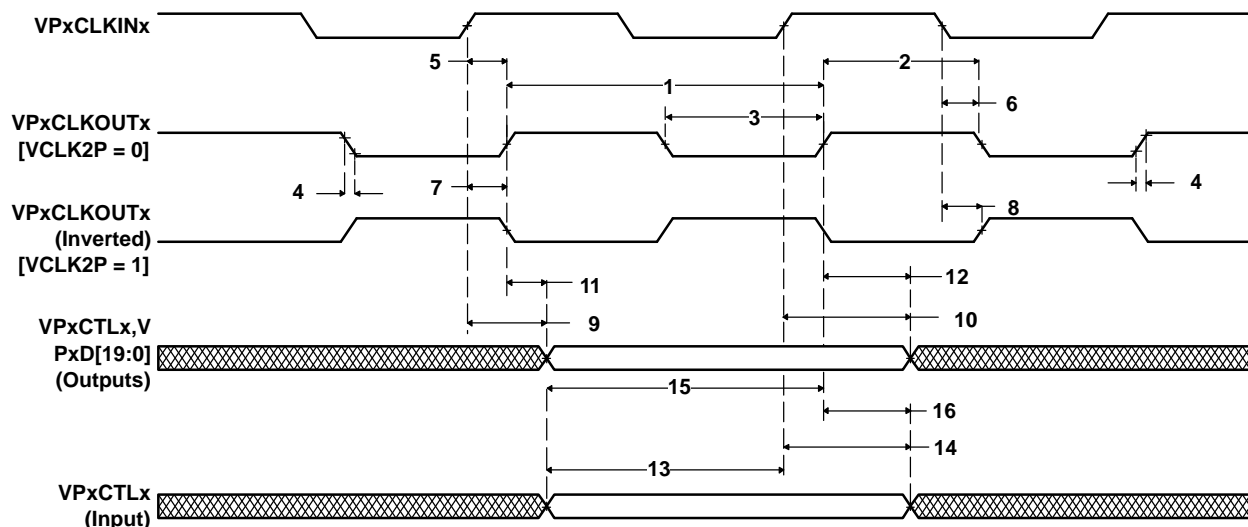 VPxCLKINx
5
1
2
6
VPxCLKOUTx
[VCLK2P = 0]
3
4
7
4
VPxCLKOUTx
(Inverted)
[VCLK2P = 1]
8
11
12
VPxCTLx,V
PxD[19:0]
(Outputs)
9
10
15
16
14
13
VPxCTLx
(Input)